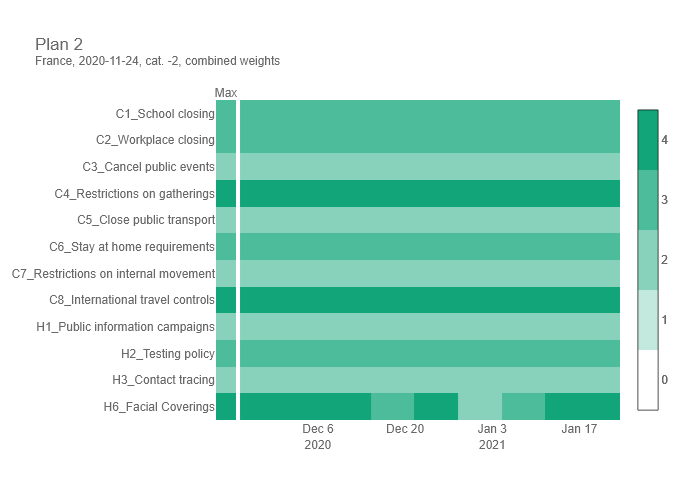 Plan 2
France, 2020-11-24, cat. -2, combined weights
Max
C1_School closing
C2_Workplace closing
C3_Cancel public events
C4_Restrictions on gatherings
C5_Close public transport
C6_Stay at home requirements
C7_Restrictions on internal movement
C8_International travel controls
H1_Public information campaigns
H2_Testing policy
H3_Contact tracing
H6_Facial Coverings
Dec 6 Dec 20 Jan 3 Jan 17
2020 2021
4
3
2
1
0